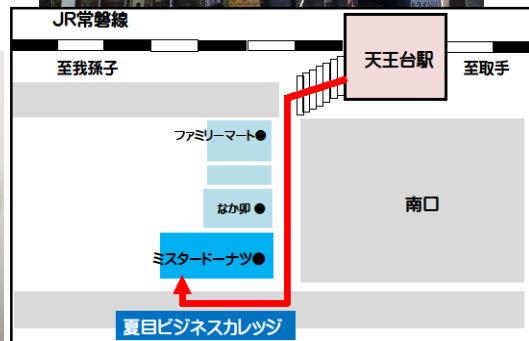 JR常磐線
天王台駅
至我孫子
至取手
ファミリーマート●
なか卯 ●
南口
ミスタードーナツ●
夏目ビジネスカレッジ